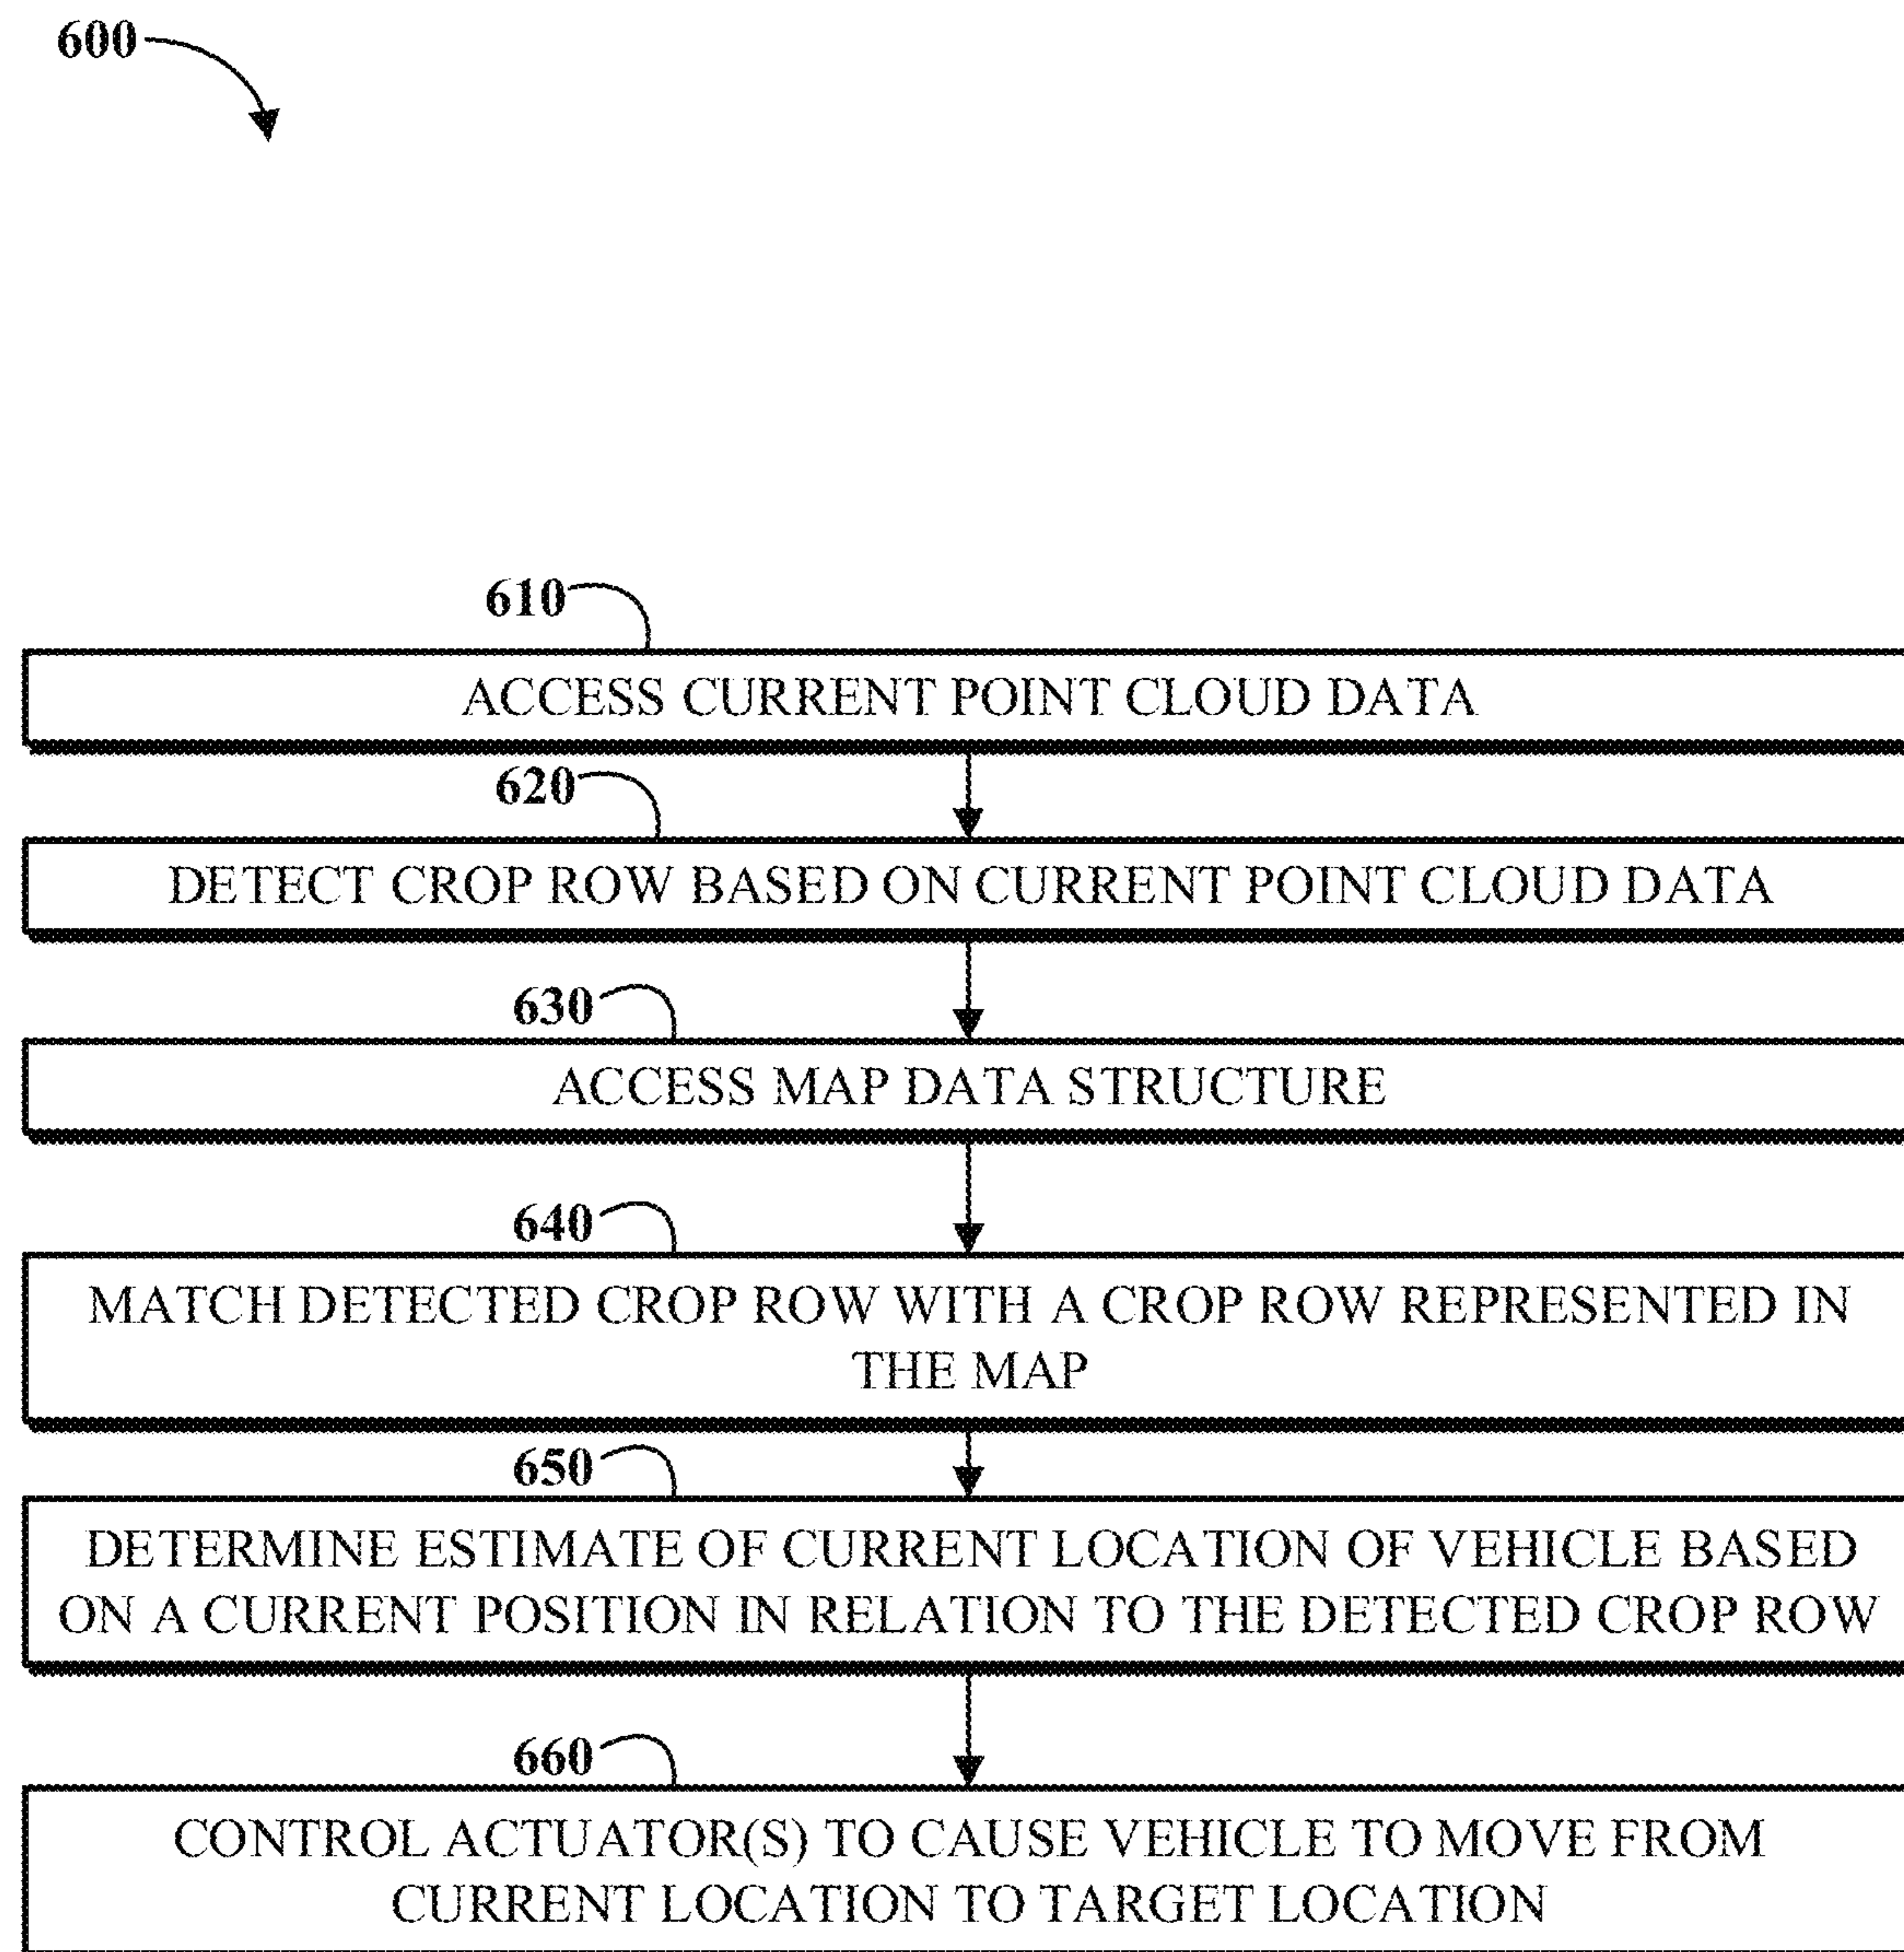 600
610
ACCESS CURRENT POINT CLOUD DATA
620
DETECT CROP ROW BASED ON CURRENT POINT CLOUD DATA
630
ACCESS MAP DATA STRUCTURE
640
MATCH DETECTED CROP ROW WITH A CROP ROW REPRESENTED IN
THE MAP
650
DETERMINE ESTIMATE OF CURRENT LOCATION OF VEHICLE BASED
ON A CURRENT POSITION IN RELATION TO THE DETECTED CROP ROW
660
CONTROL ACTUATOR(S) TO CAUSE VEHICLE TO MOVE FROM
CURRENT LOCATION TO TARGET LOCATION